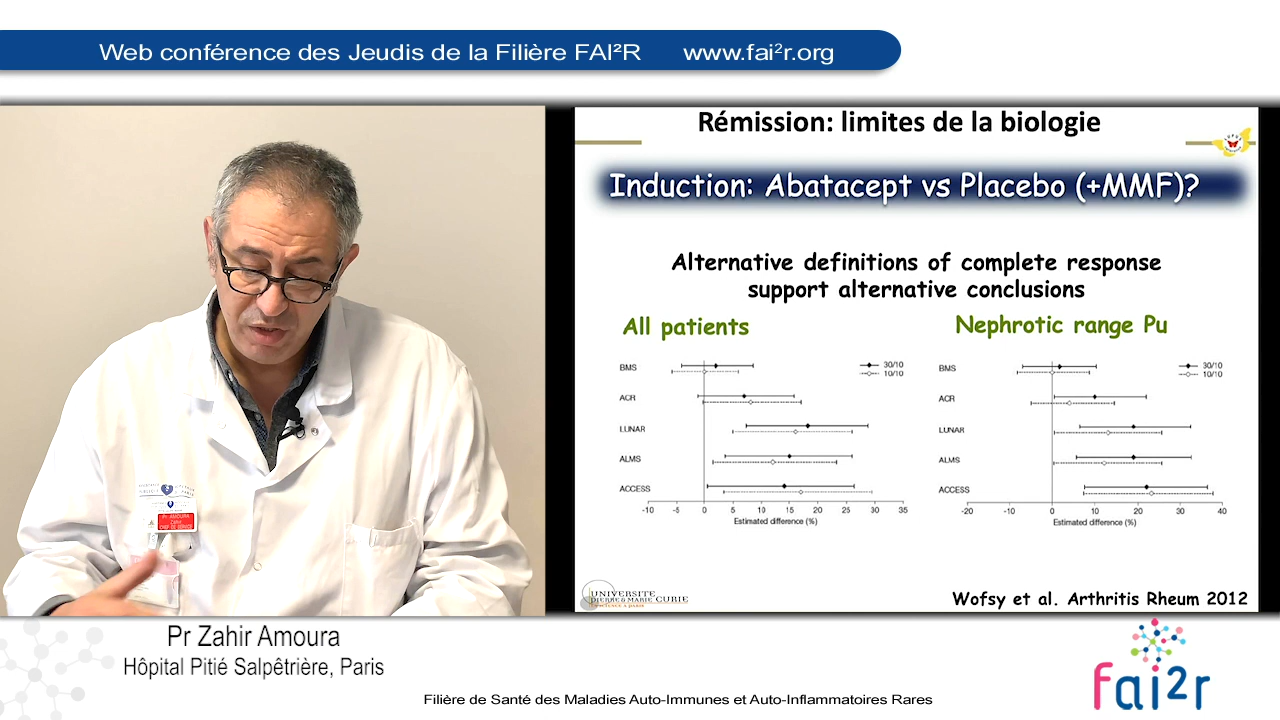 Web conférence des Jeudis de la Filière FAI²R www.fai²r.org
Rémission: limites de la biologie
Induction: Abatacept vs Placebo (+MMF)?
Alternative definitions of complete response
support alternative conclusions
All patients
Nephrotic range Pu
BMS
ACR
LUNAR
ALMS
ACCESS
30/10
10/10
-10 -5 0 5 10 15 20 25 30 35
Estimated difference (%)
BMS
ACR
LUNAR
ALMS
ACCESS
30/10
10/10
-20 -10 0 10 20 30 40
Estimated difference (%)
UNIVERSITE
PIERRE & MARIE CURIE
Wofsy et al. Arthritis Rheum 2012
Pr Zahir Amoura
Hôpital Pitié Salpêtrière, Paris
Filière de Santé des Maladies Auto-Immunes et Auto-Inflammatoires Rares
fai2r